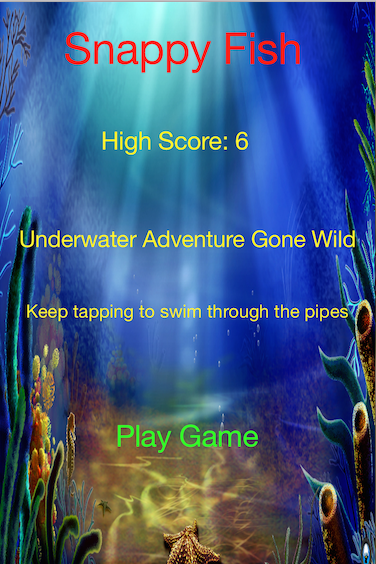 Snappy Fish
High Score: 6
Underwater Adventure Gone Wild
Keep tapping to swim through the pipes
Play Game